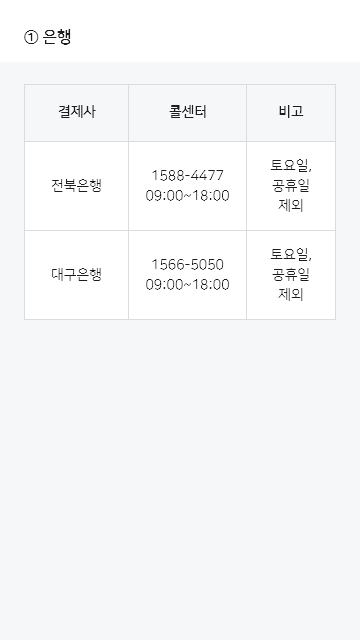 ① 은행
결제사 콜센터 비고
전북은행 1588-4477 09:00~18:00 토요일, 공휴일 제외
대구은행 1566-5050 09:00~18:00 토요일, 공휴일 제외